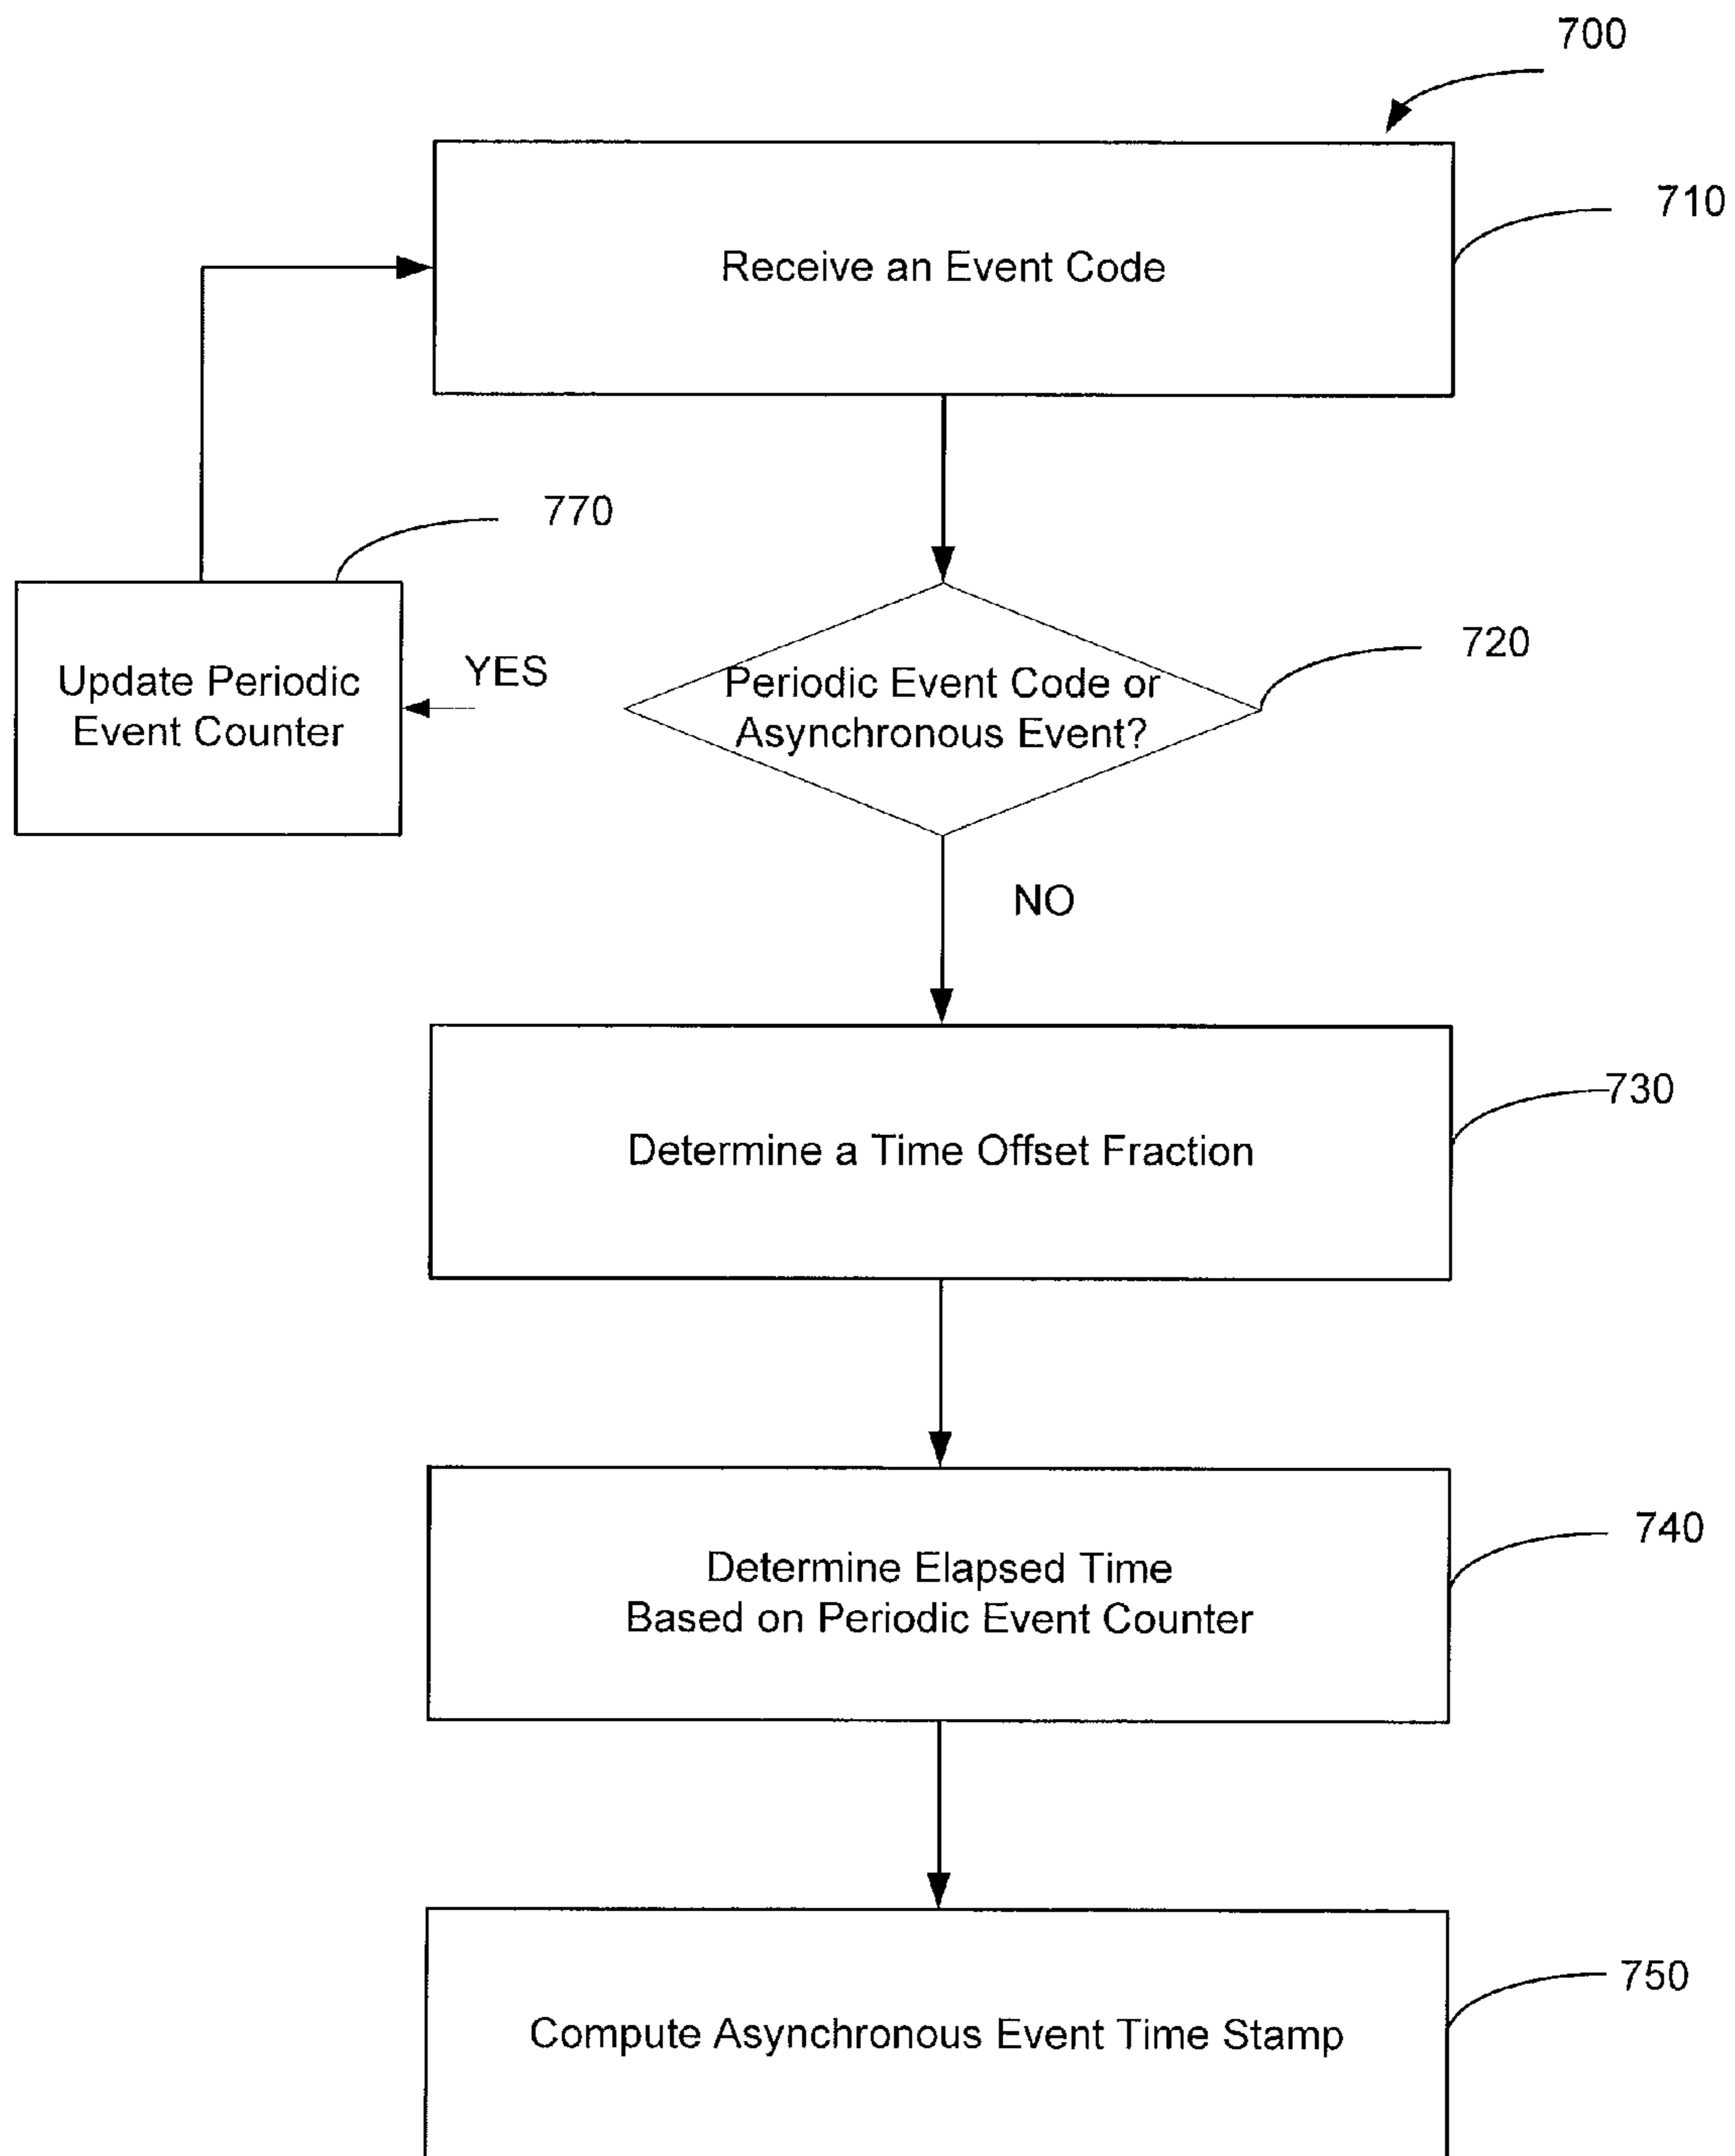 700
710
Receive an Event Code
770
720
YES
Update Periodic
Event Counter
Periodic Event Code or
Asynchronous Event?
NO
730
Determine a Time Offset Fraction
740
Determine Elapsed Time
Based on Periodic Event Counter
750
Compute Asynchronous Event Time Stamp